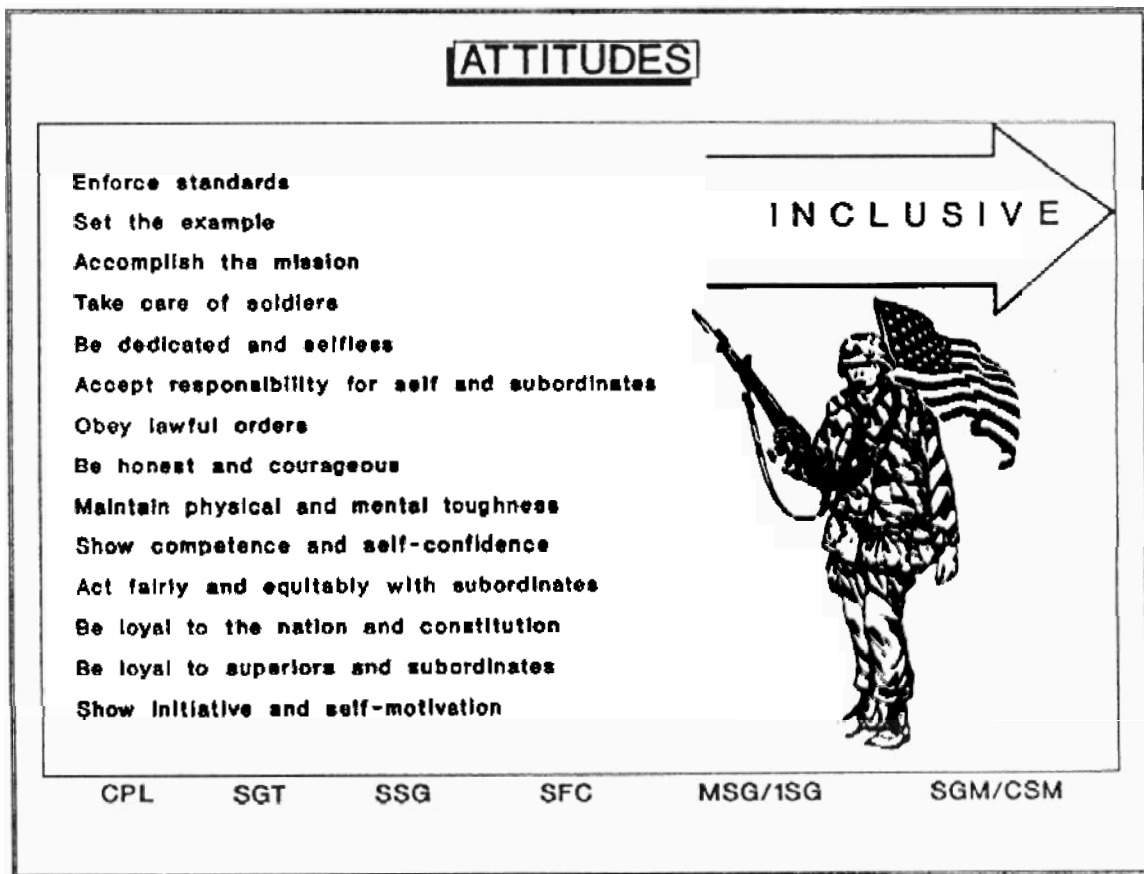 ATTITUDES
Enforce standards
Set the example
Accomplish the mission
Take care of soldiers
Be dedicated and selfless
Accept responsibility for self and subordinates
Obey lawful orders
Be honest and courageous
Maintain physical and mental toughness
Show competence and self-confidence
Act fairly and equitably with subordinates
Be loyal to the nation and constitution
Be loyal to superiors and subordinates
Show initiative and self-motivation
INCLUSIVE
CPL SGT SSG SFC MSG/1SG SGM/CSM